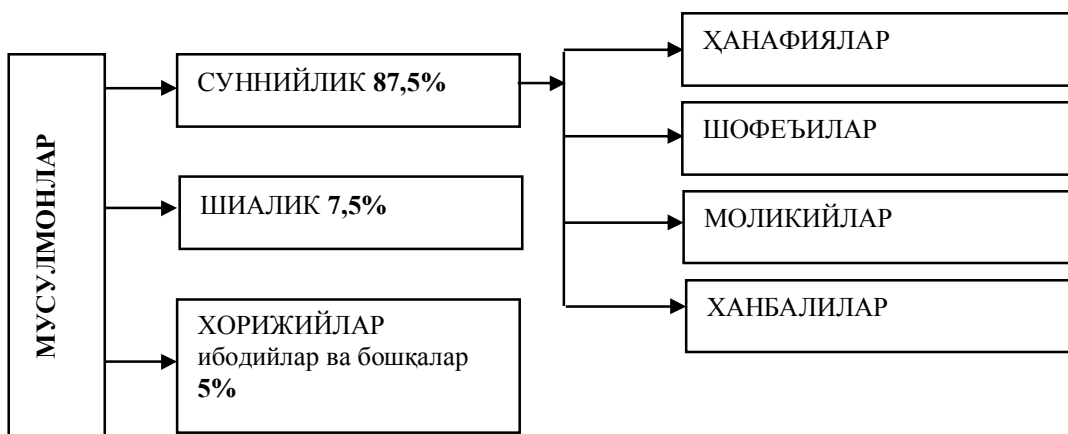 МУСУЛМОНЛАР
СУННИЙЛИК 87,5%
ШИАЛИК 7,5%
ХОРИЖИЙЛАР
ибодийлар ва бошқалар
5%
ҲАНАФИЯЛАР
ШОФЕЪИЛАР
МОЛИКИЙЛАР
ХАНБАЛИЛАР